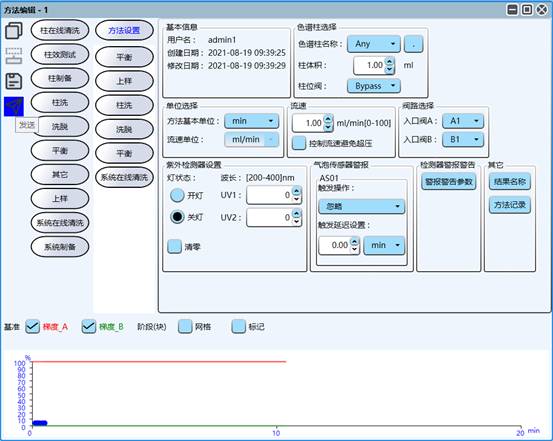 方法编辑 - 1
柱在线清洗
柱效测试
柱制备
柱洗
洗脱
平衡
其它
上样
系统在线清洗
系统制备
发送
方法设置
平衡
上样
柱洗
洗脱
平衡
系统在线清洗
基本信息
用户名： admin1
创建日期： 2021-08-19 09:39:25
修改日期： 2021-08-19 09:39:29
色谱柱选择
色谱柱名称： Any .
柱体积： 1.00 ml
柱位阀： Bypass
单位选择
方法基本单位： min
流速单位： ml/min
流速
1.00 ml/min[0-100]
控制流速避免超压
阀路选择
入口阀A： A1
入口阀B： B1
紫外检测器设置
灯状态： 波长： [200-400]nm
开灯 UV1： 0
关灯 UV2： 0
清零
气泡传感器警报
AS01
触发操作：
忽略
触发延迟设置：
0.00 min
检测器报警警告
警报警告参数
其它
结果名称
方法记录
基准 梯度_A 梯度_B 阶段(块) 网格 标记
%
100
90
80
70
60
50
40
30
20
10
0
0 10 20 min